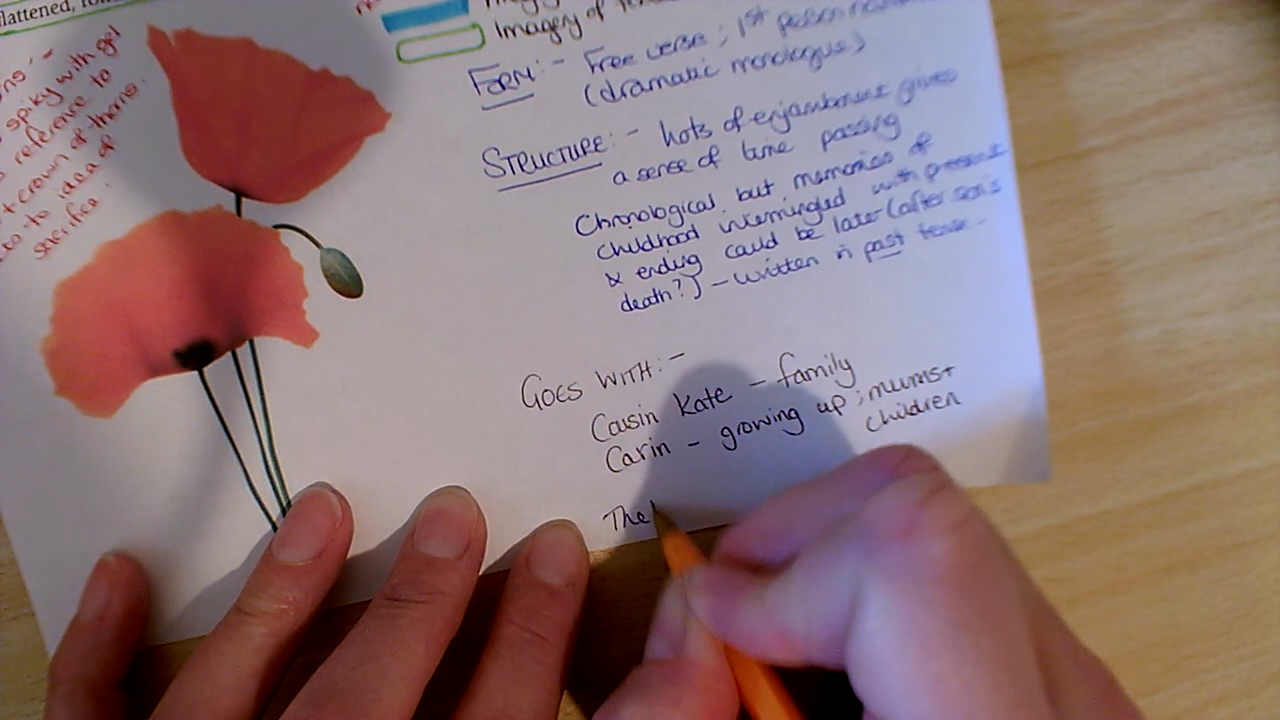 flattened,
Imagery of
FORM:- Free verse; 1st person
(dramatic monologue)
STRUCTURE:- Lots of enjambment gives
a sense of time passing
Chronological but memories of
childhood intermingled with present
& ending could be later (after son's
death?) - written in past tense.
GOES WITH:-
Cousin Kate - family
Carin - growing up; mums +
children
The
spiky with gel
reference to
crown of thorns
to idea of
sacrifice